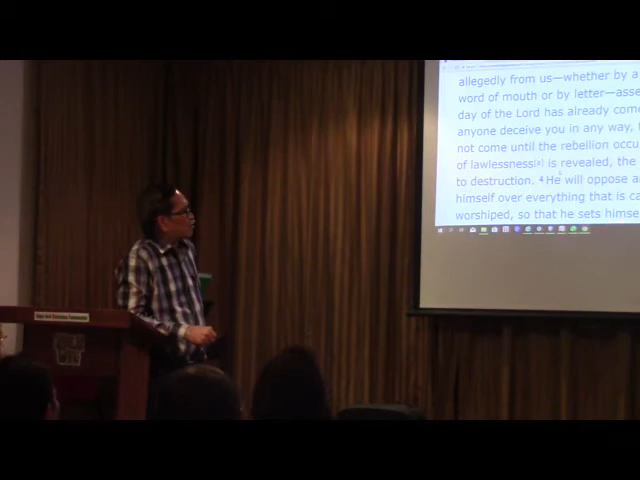 allegedly from us—whether by a
word of mouth or by letter—asse
day of the Lord has already com
anyone deceive you in any way,
not come until the rebellion occu
of lawlessness[a] is revealed, the
to destruction. 4 He will oppose a
himself over everything that is ca
worshiped, so that he sets himse